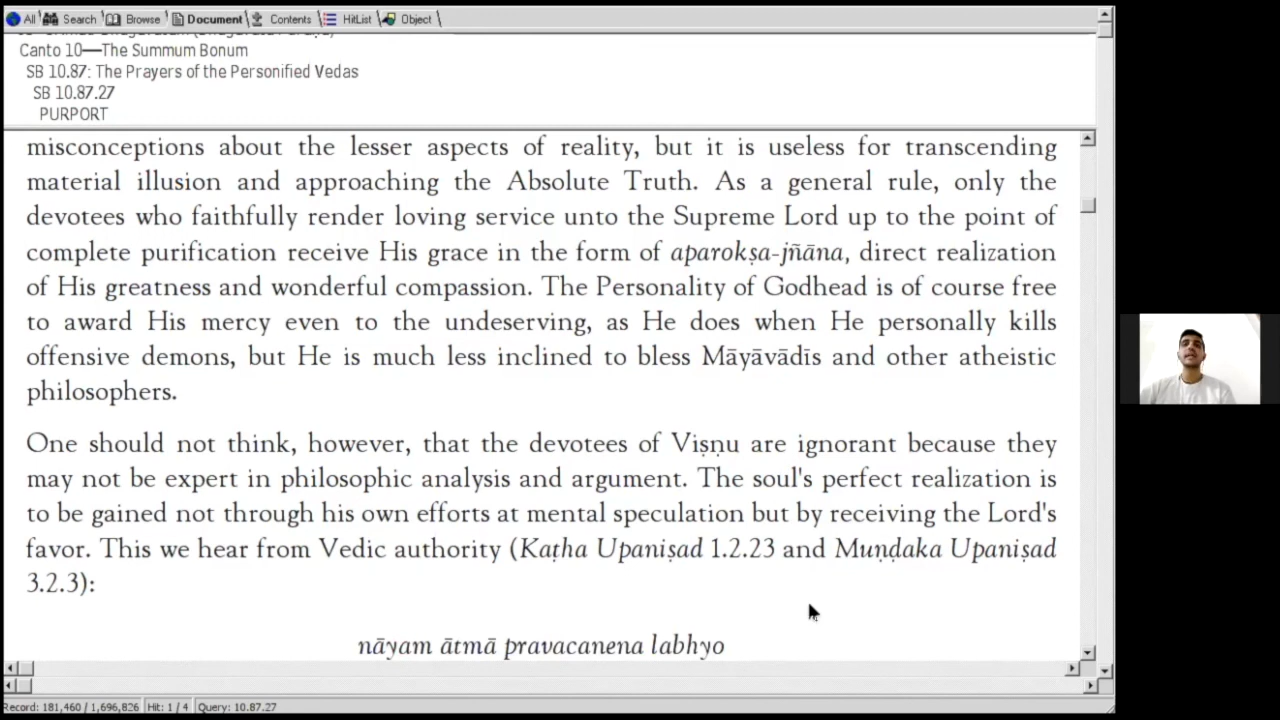 All Search Browse Document Contents HitList Object
Canto 10—The Summum Bonum
SB 10.87: The Prayers of the Personified Vedas
SB 10.87.27
PURPORT
misconceptions about the lesser aspects of reality, but it is useless for transcending
material illusion and approaching the Absolute Truth. As a general rule, only the
devotees who faithfully render loving service unto the Supreme Lord up to the point of
complete purification receive His grace in the form of aparokṣa-jñāna, direct realization
of His greatness and wonderful compassion. The Personality of Godhead is of course free
to award His mercy even to the undeserving, as He does when He personally kills
offensive demons, but He is much less inclined to bless Māyāvādīs and other atheistic
philosophers.
One should not think, however, that the devotees of Viṣṇu are ignorant because they
may not be expert in philosophic analysis and argument. The soul's perfect realization is
to be gained not through his own efforts at mental speculation but by receiving the Lord's
favor. This we hear from Vedic authority (Kaṭha Upaniṣad 1.2.23 and Muṇḍaka Upaniṣad
3.2.3):
nāyam ātmā pravacanena labhyo
Record: 181,460 / 1,696,826 Hit: 1 / 4 Query: 10.87.27